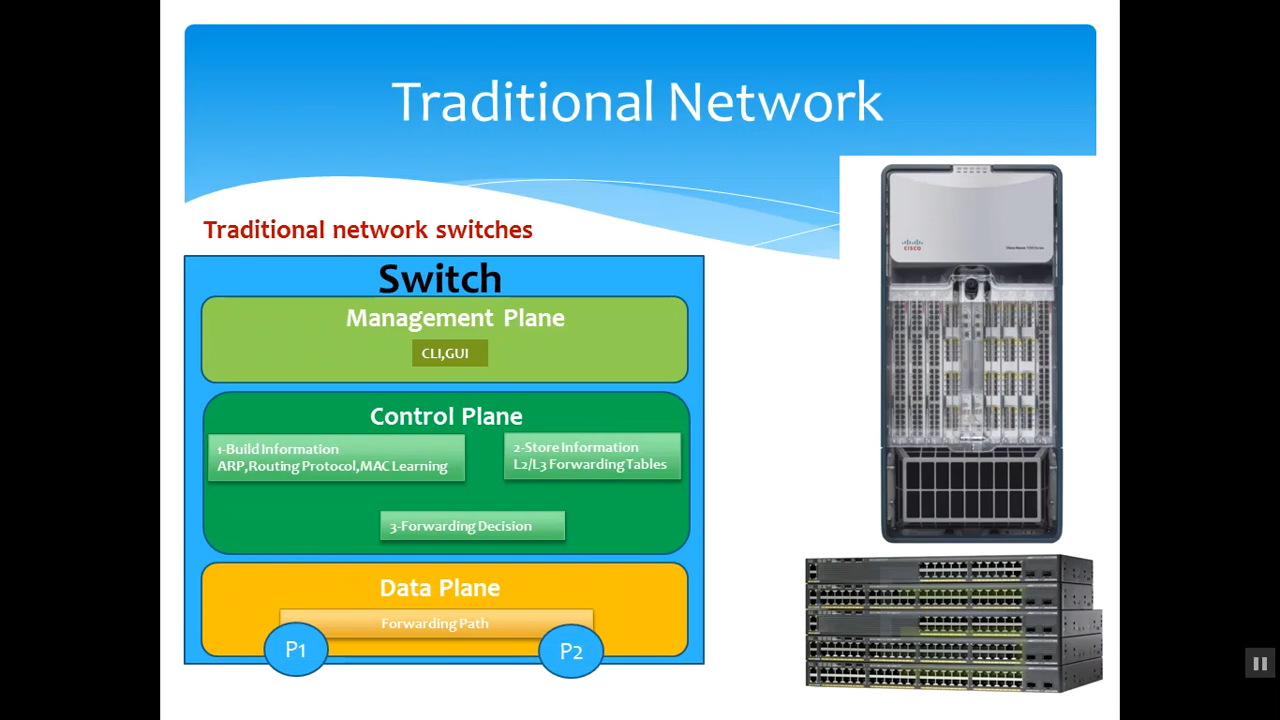 Traditional Network
Traditional network switches
Switch
Management Plane
CLI,GUI
Control Plane
1-Build Information
ARP,Routing Protocol,MAC Learning
2-Store Information
L2/L3 Forwarding Tables
3-Forwarding Decision
Data Plane
Forwarding Path
P1
P2
CISCO